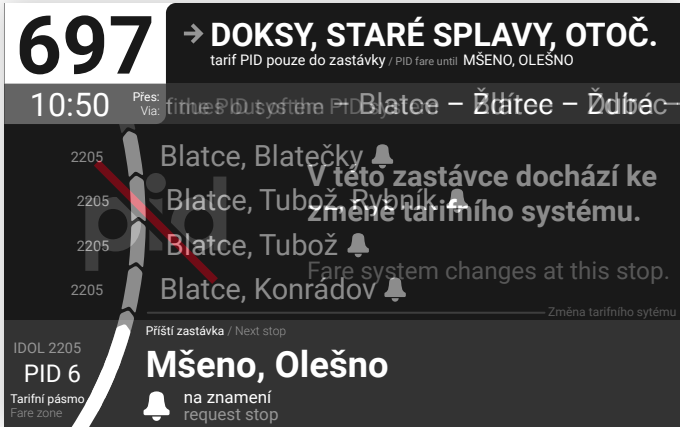 697
→ DOKSY, STARÉ SPLAVY, OTOČ.
tarif PID pouze do zastávky / PID fare until MŠENO, OLEŠNO
10:50
Přes:
Via:
– Blatce – Žďár –
2205 Blatce, Blatečky
2205 Blatce, Tubož, Rybník
2205 Blatce, Tubož
2205 Blatce, Konrádov
pid
V této zastávce dochází ke
změně tarifního systému.
Fare system changes at this stop.
Změna tarifního sytému
Příští zastávka / Next stop
IDOL 2205
PID 6
Mšeno, Olešno
Tarifní pásmo
Fare zone
na znamení
request stop